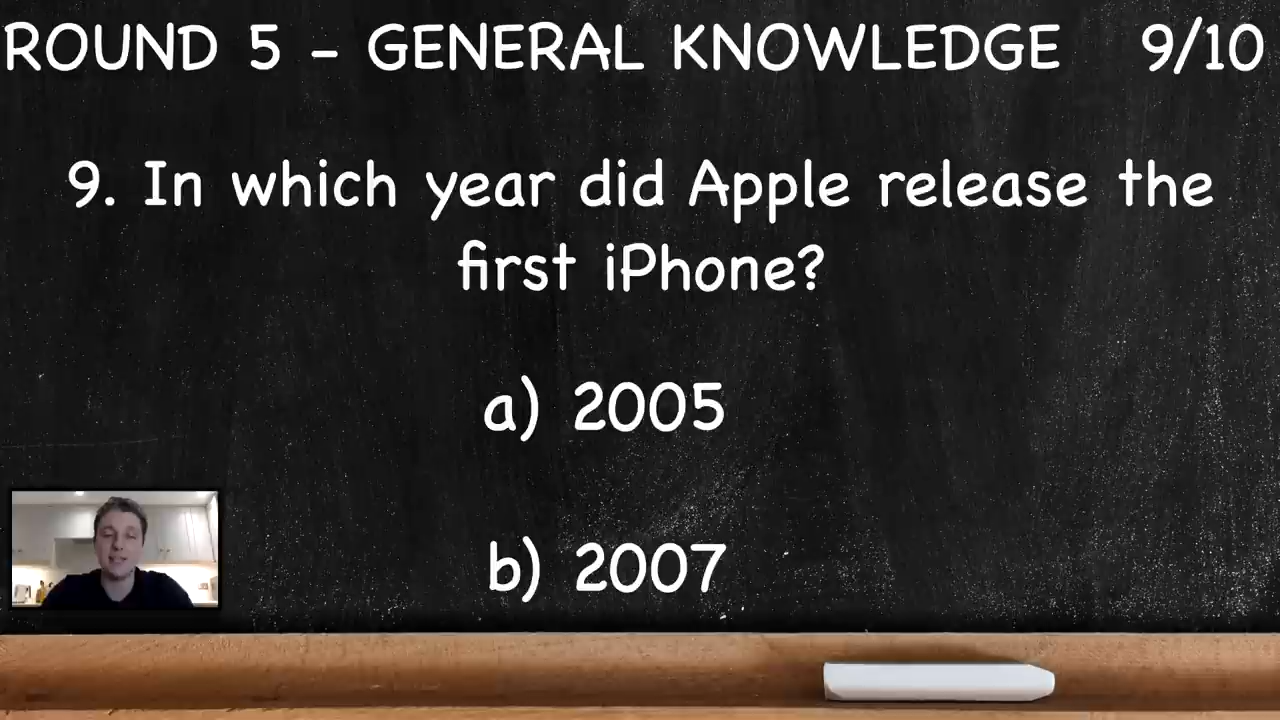 ROUND 5 - GENERAL KNOWLEDGE 9/10
9. In which year did Apple release the
first iPhone?
a) 2005
b) 2007